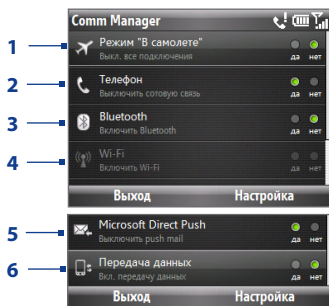 Comm Manager
1 Режим "В самолете"
Выкл. все подключения
да нет
2 Телефон
Выключить сотовую связь
да нет
3 Bluetooth
Включить Bluetooth
да нет
4 Wi-Fi
Включить Wi-Fi
да нет
Выход Настройка
5 Microsoft Direct Push
Выключить push mail
да нет
6 Передача данных
Вкл. передачу данных
да нет
Выход Настройка